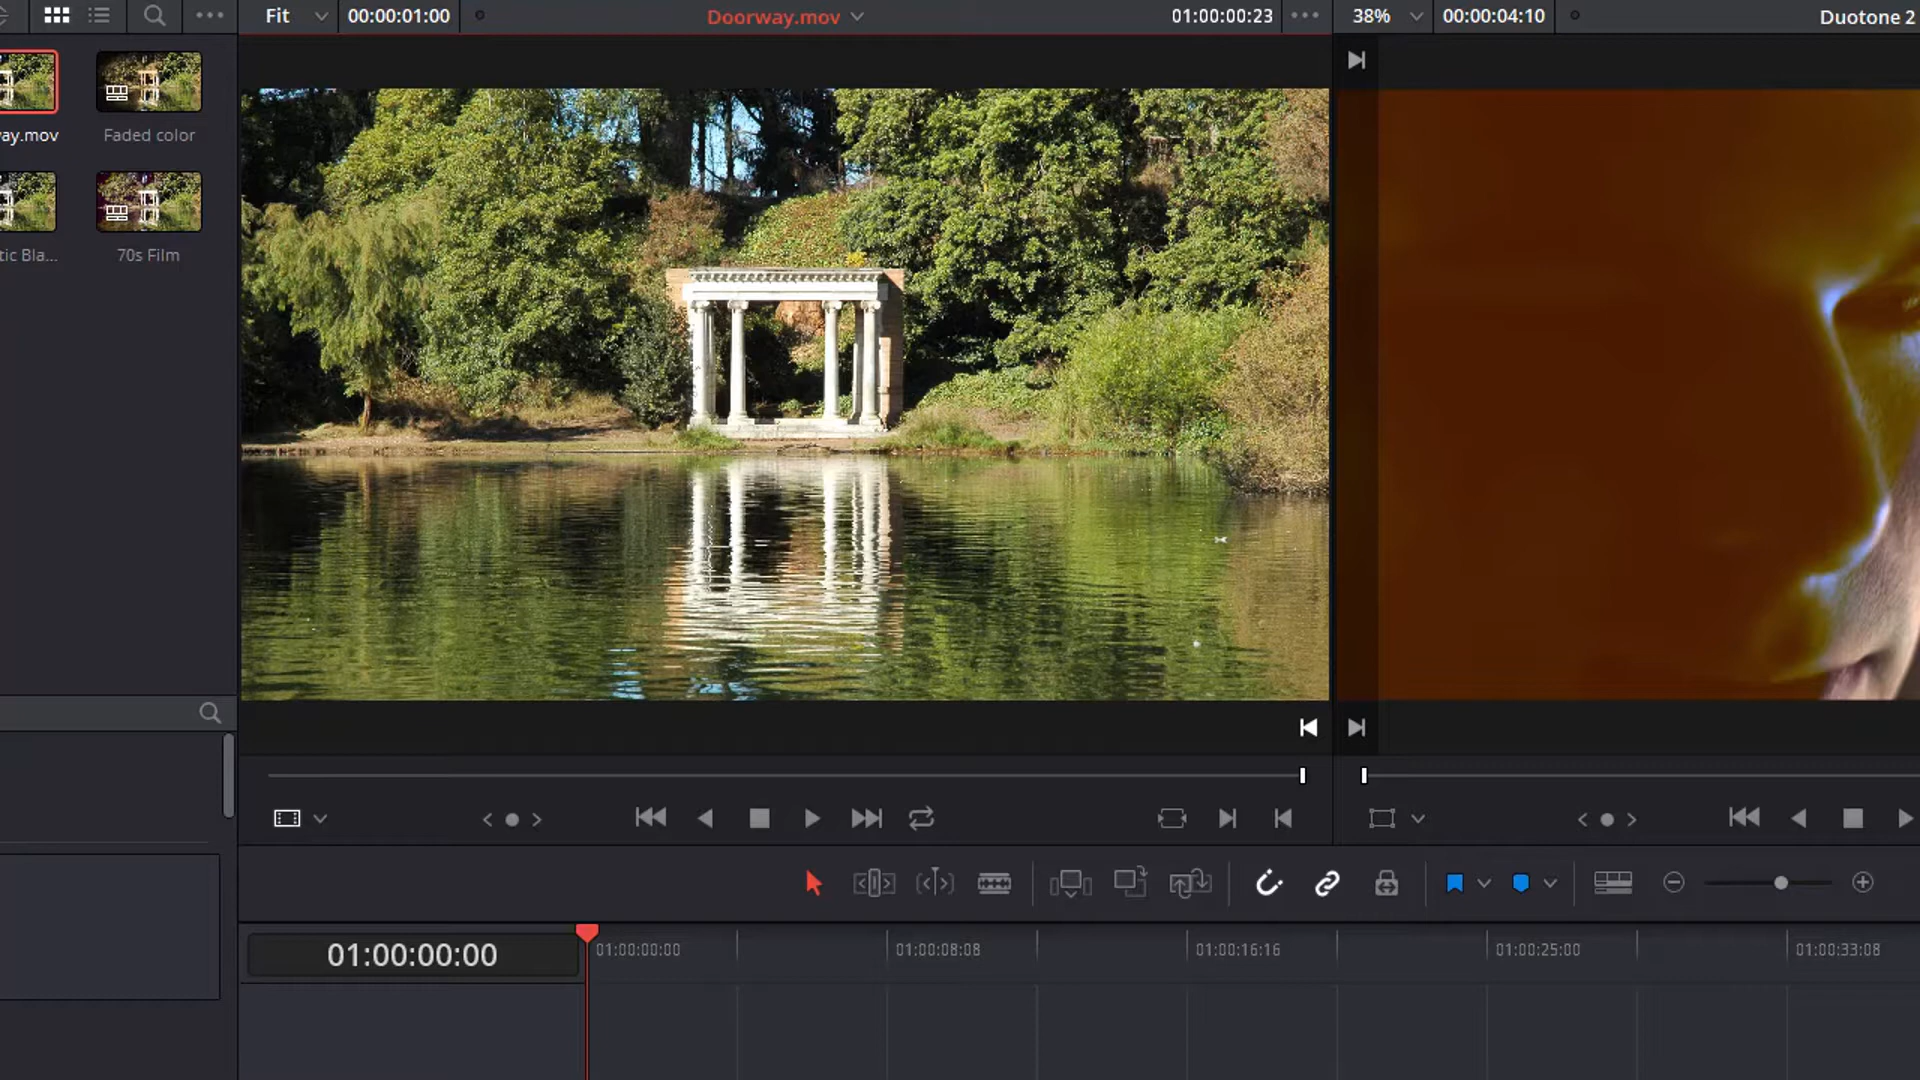 Fit 00:00:01:00 Doorway.mov 01:00:00:23 38% 00:00:04:10 Duotone 2
ay.mov Faded color
tic Bla... 70s Film
01:00:00:00 01:00:00:00 01:00:08:08 01:00:16:16 01:00:25:00 01:00:33:08